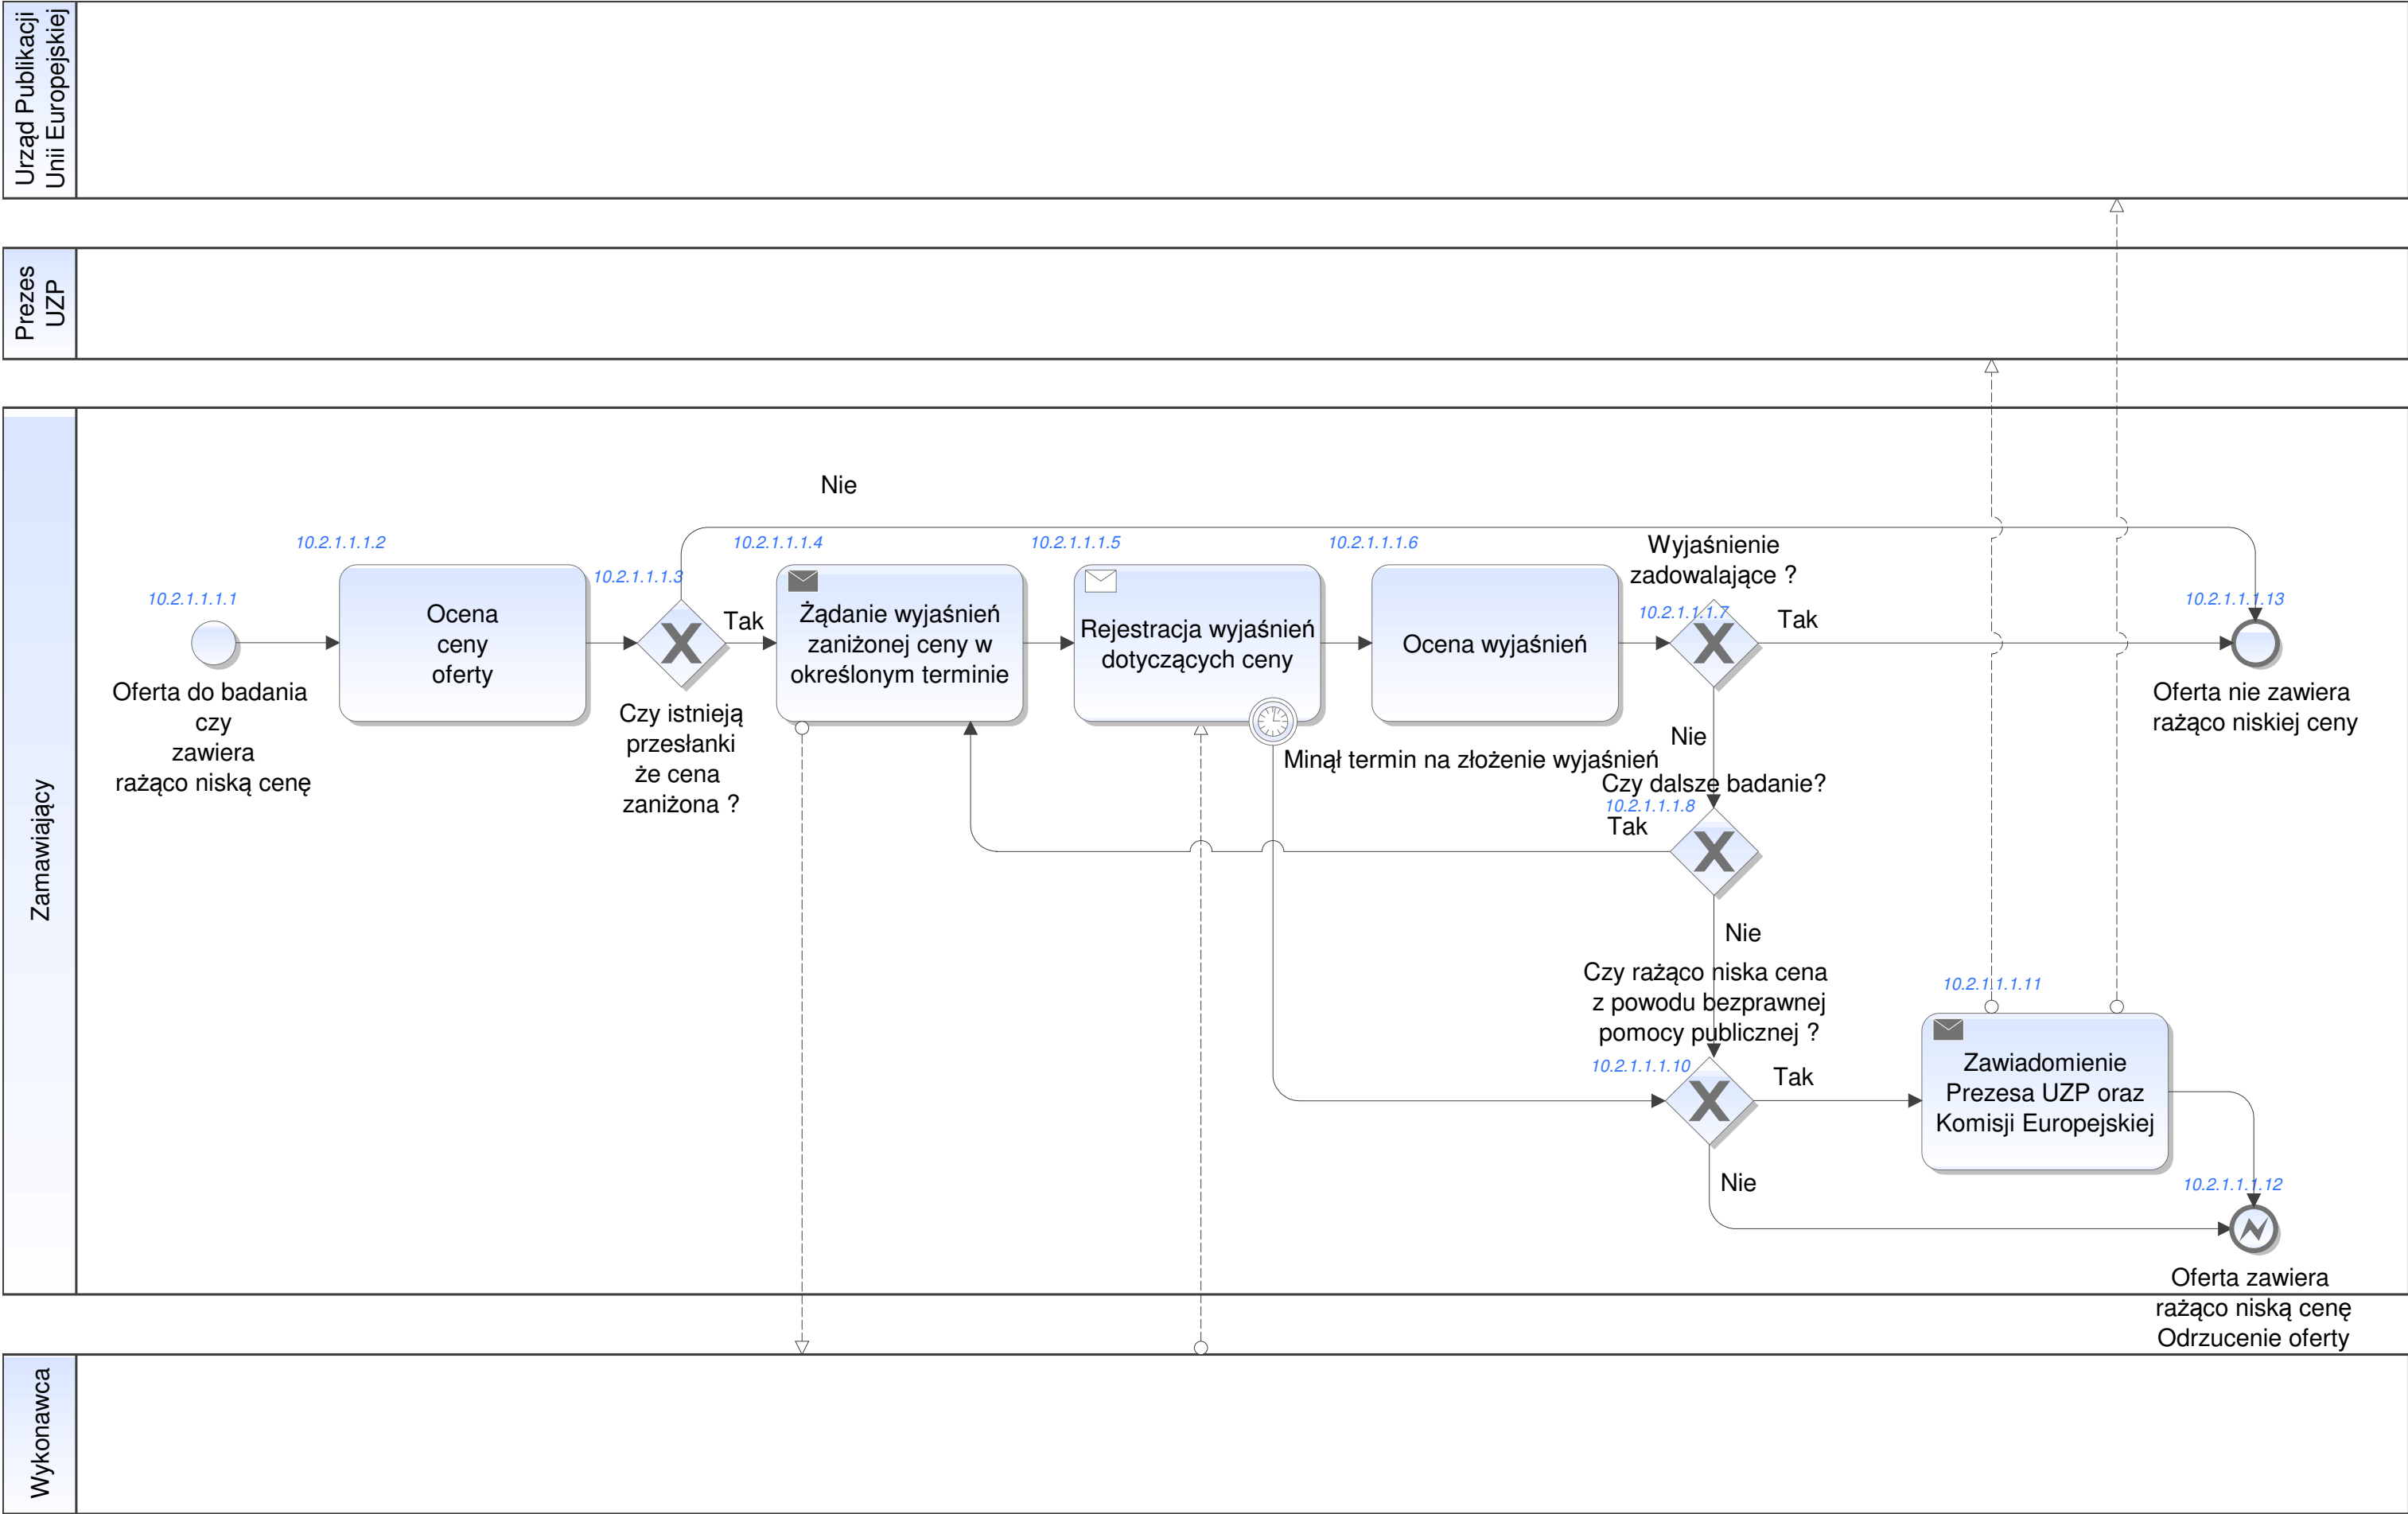 Urząd Publikacji
Unii Europejskiej
Prezes
UZP
Zamawiający
Nie
10.2.1.1.1.1
Oferta do badania
czy
zawiera
rażąco niską cenę
10.2.1.1.1.2
Ocena
ceny
oferty
10.2.1.1.1.3
Tak
Czy istnieją
przesłanki
że cena
zaniżona ?
10.2.1.1.1.4
Żądanie wyjaśnień
zaniżonej ceny w
określonym terminie
10.2.1.1.1.5
Rejestracja wyjaśnień
dotyczących ceny
Minął termin na złożenie wyjaśnień
10.2.1.1.1.6
Ocena wyjaśnień
Wyjaśnienie
zadowalające ?
10.2.1.1.1.7
Tak
Nie
10.2.1.1.1.13
Oferta nie zawiera
rażąco niskiej ceny
Czy dalsze badanie?
10.2.1.1.1.8
Tak
Nie
Czy rażąco niska cena
z powodu bezprawnej
pomocy publicznej ?
10.2.1.1.1.10
Tak
Nie
10.2.1.1.1.11
Zawiadomienie
Prezesa UZP oraz
Komisji Europejskiej
10.2.1.1.1.12
Oferta zawiera
rażąco niską cenę
Odrzucenie oferty
Wykonawca